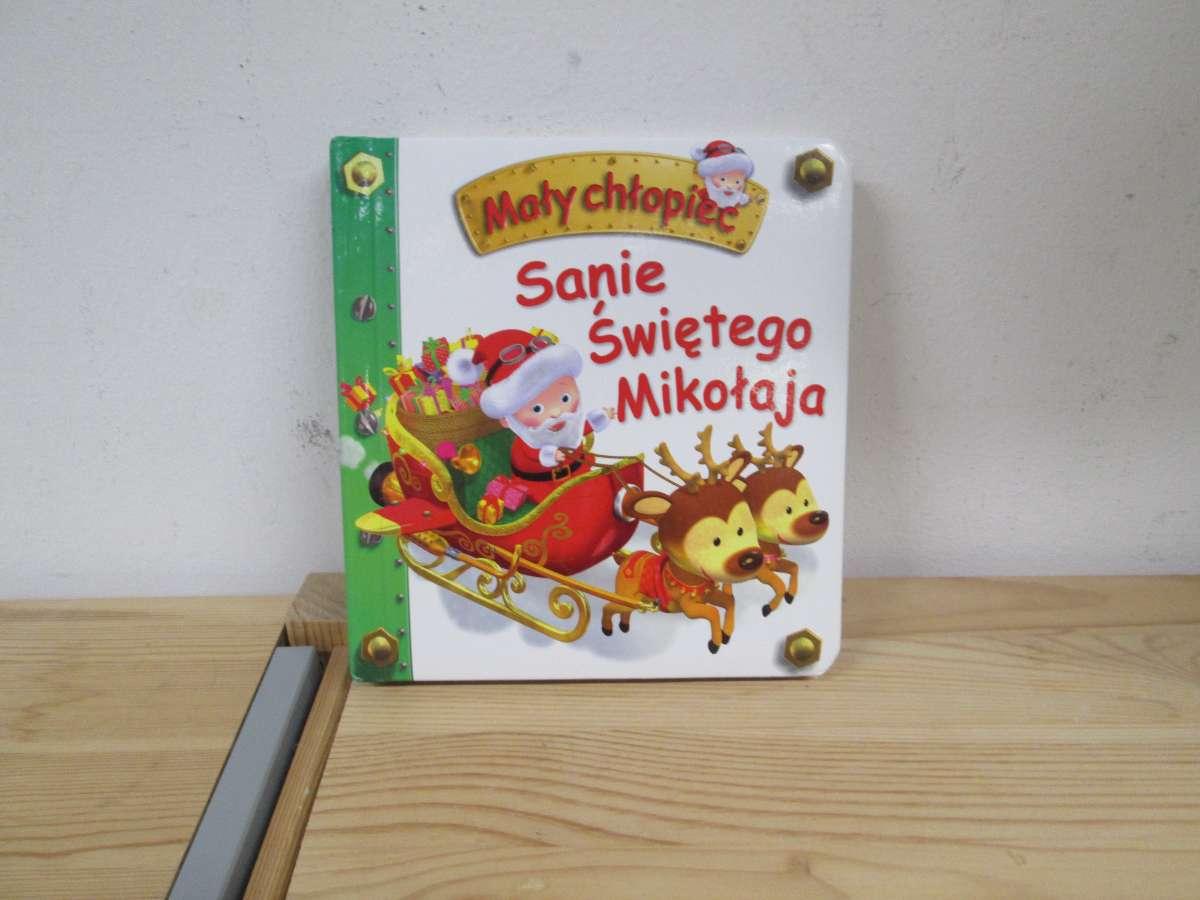 Mały chłopiec
Sanie
Świętego
Mikołaja